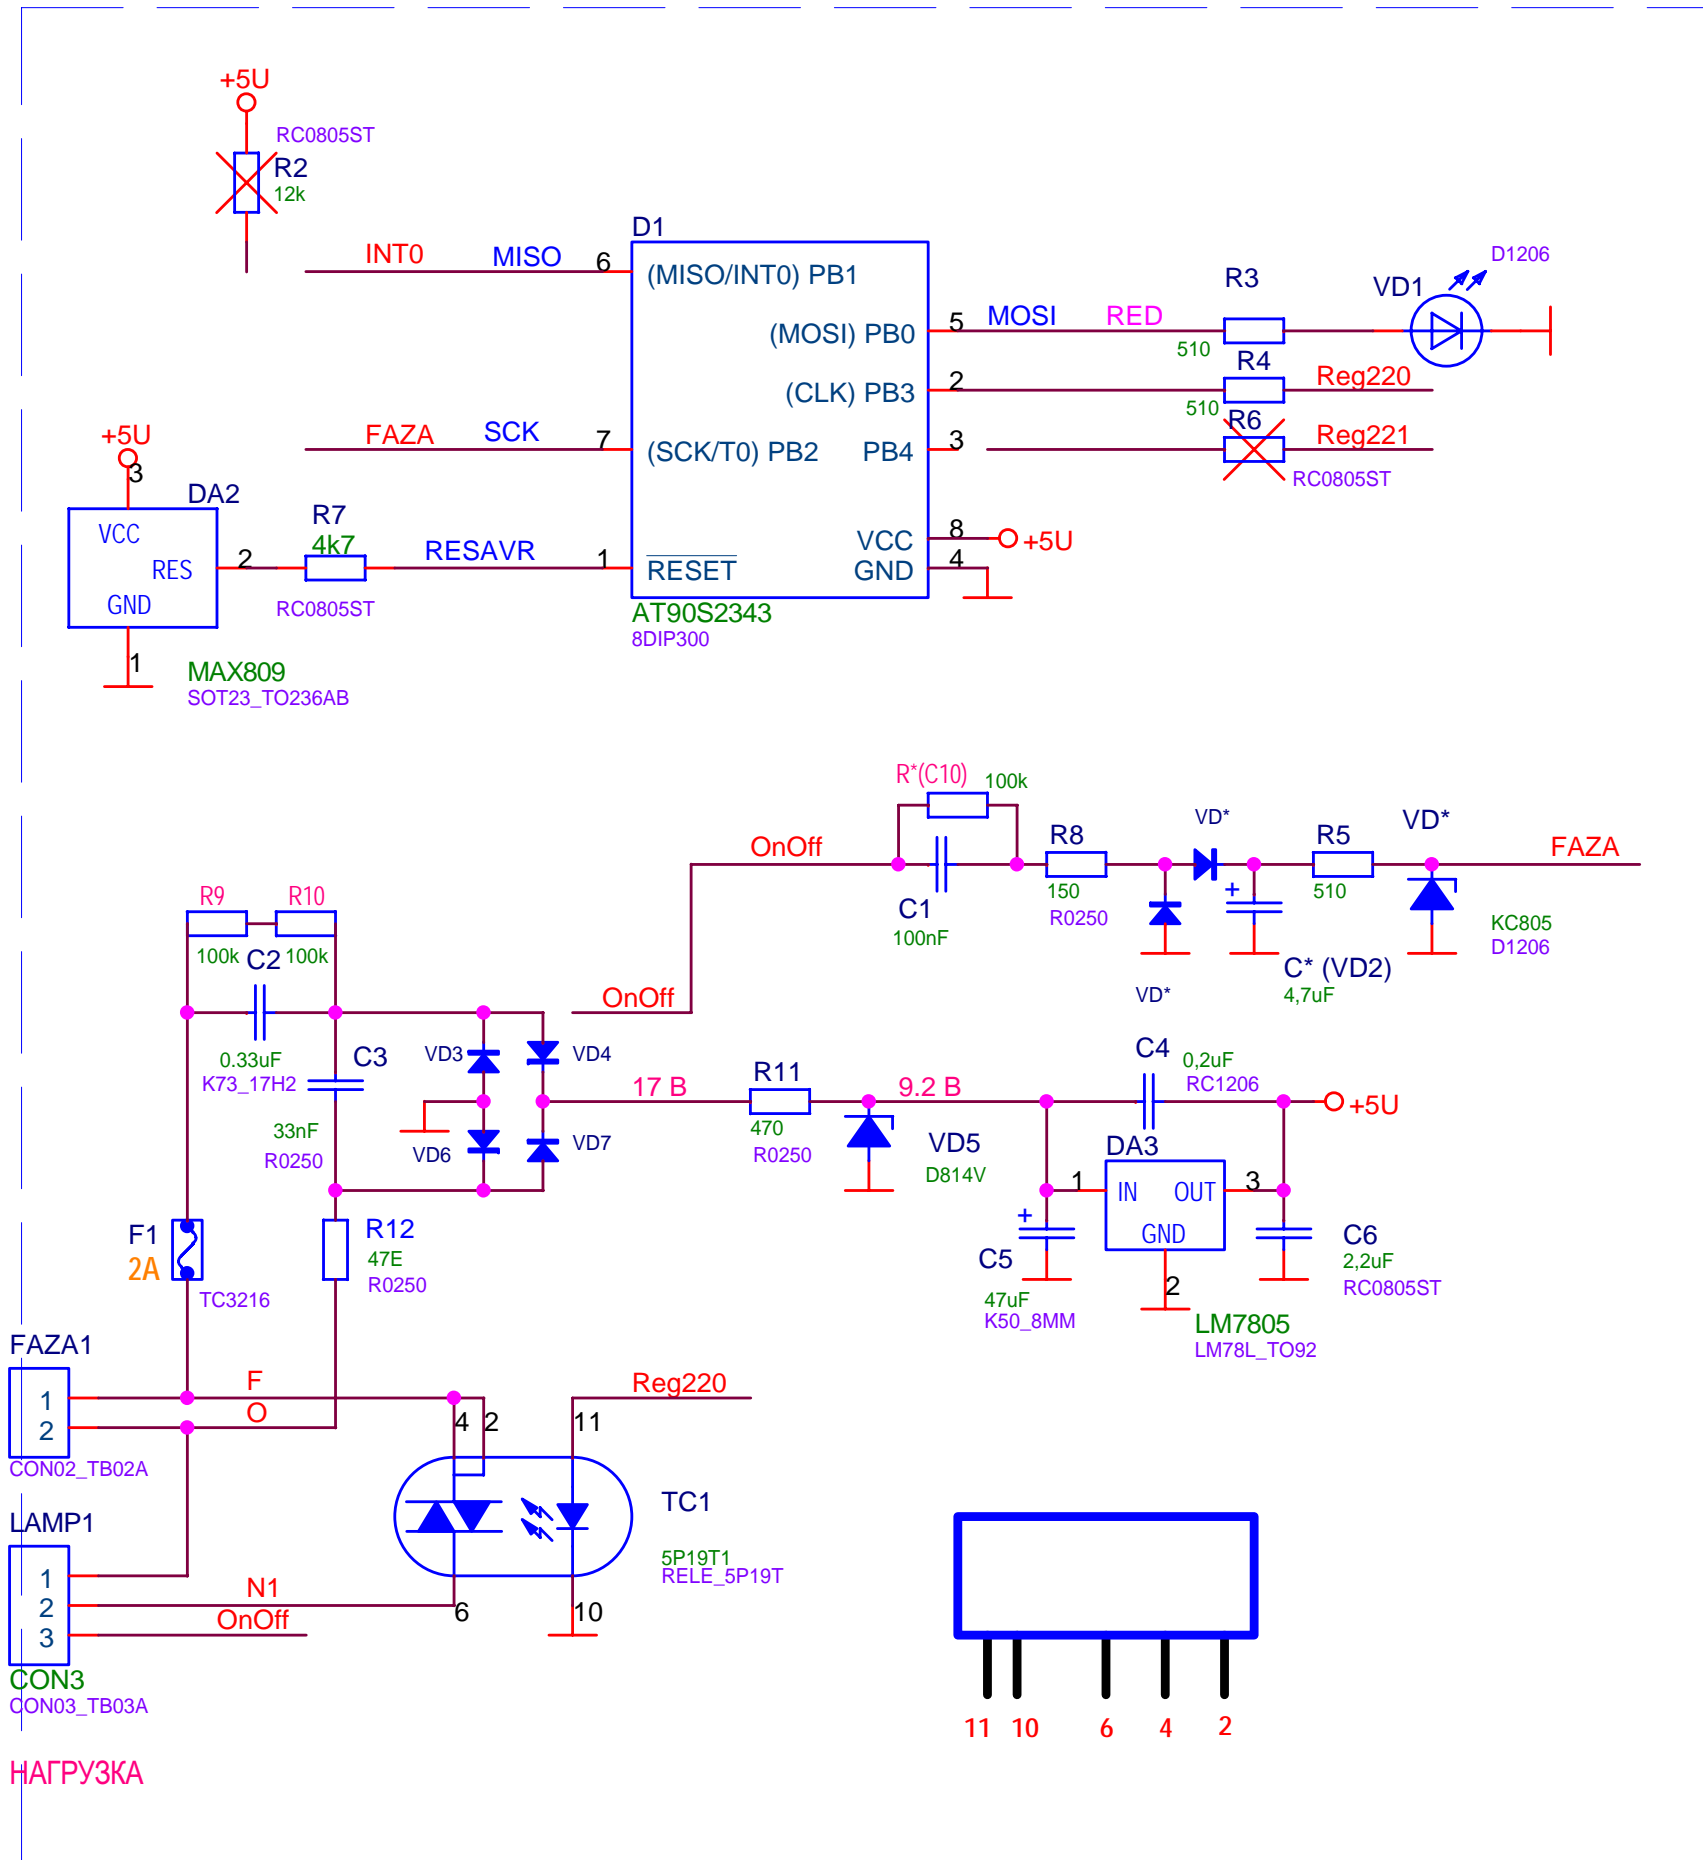 +5U
RC0805ST
R2
12k
D1
INT0 MISO 6 (MISO/INT0) PB1
(MOSI) PB0 5 MOSI RED
R3
510
VD1
D1206
(CLK) PB3 2
R4
510
Reg220
FAZA SCK 7 (SCK/T0) PB2
PB4 3
R6
Reg221
RC0805ST
+5U
3
DA2
VCC
RES
GND
2
1
R7
4k7
RC0805ST
RESAVR 1 RESET
VCC 8 +5U
GND 4
AT90S2343
8DIP300
MAX809
SOT23_TO236AB
R*(C10) 100k
OnOff
C1
100nF
R8
150
R0250
VD*
R5
510
VD*
FAZA
+
KC805
D1206
C* (VD2)
4,7uF
VD*
R9 R10
100k C2 100k
OnOff
0.33uF
K73_17H2
C3
33nF
R0250
VD3 VD4
VD6 VD7
17 В
R11
470
R0250
9.2 В
VD5
D814V
C4 0,2uF
RC1206
+5U
DA3
1 IN OUT 3
GND
2
+
C5
47uF
K50_8MM
C6
2,2uF
RC0805ST
LM7805
LM78L_TO92
F1
2A
TC3216
R12
47E
R0250
FAZA1
1 F
2 O
CON02_TB02A
Reg220
4 2 11
TC1
5P19T1
RELE_5P19T
6 10
LAMP1
1
2 N1
3 OnOff
CON3
CON03_TB03A
11 10 6 4 2
НАГРУЗКА